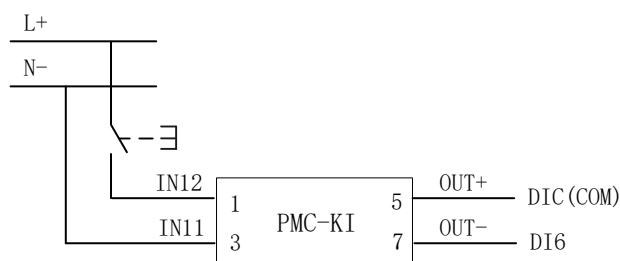 L+
N-
IN12 1 5 OUT+ DIC(COM)
PMC-KI
IN11 3 7 OUT- DI6